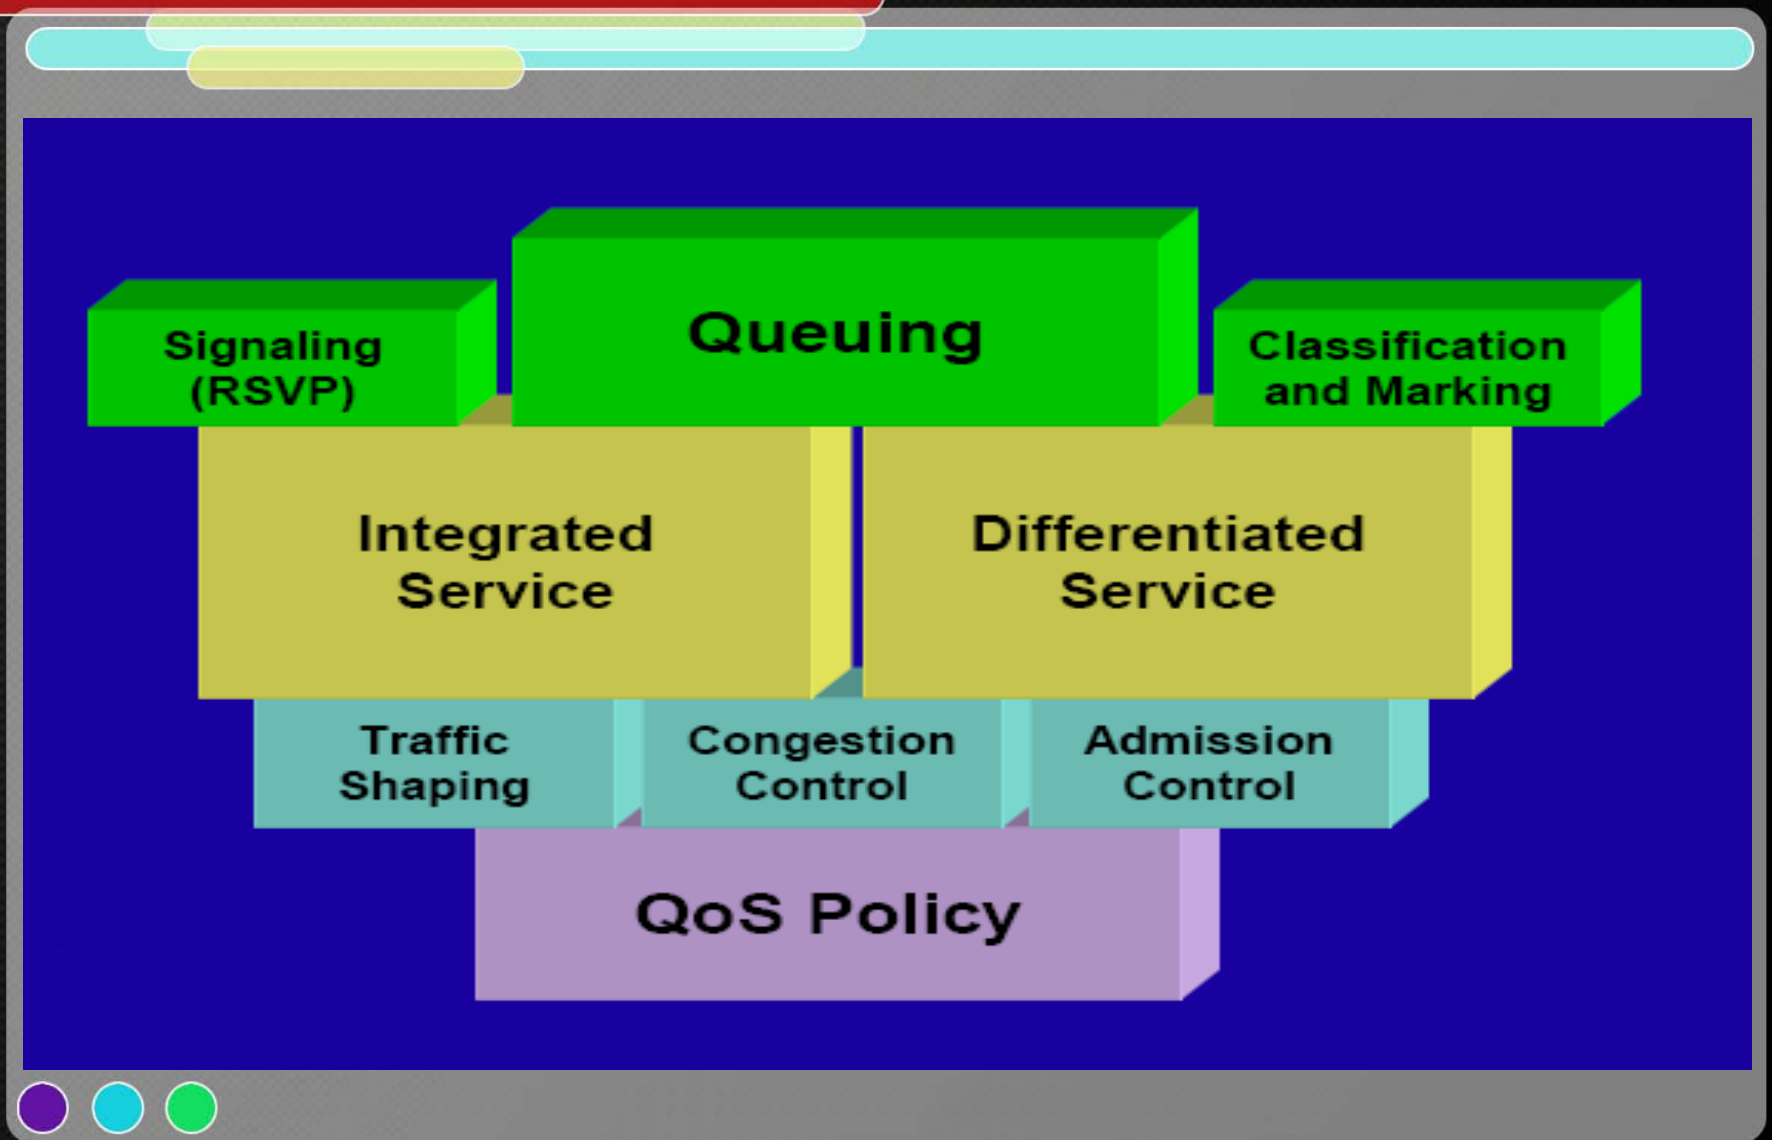 Queuing
Signaling
(RSVP)
Classification
and Marking
Integrated
Service
Differentiated
Service
Traffic
Shaping
Congestion
Control
Admission
Control
QoS Policy